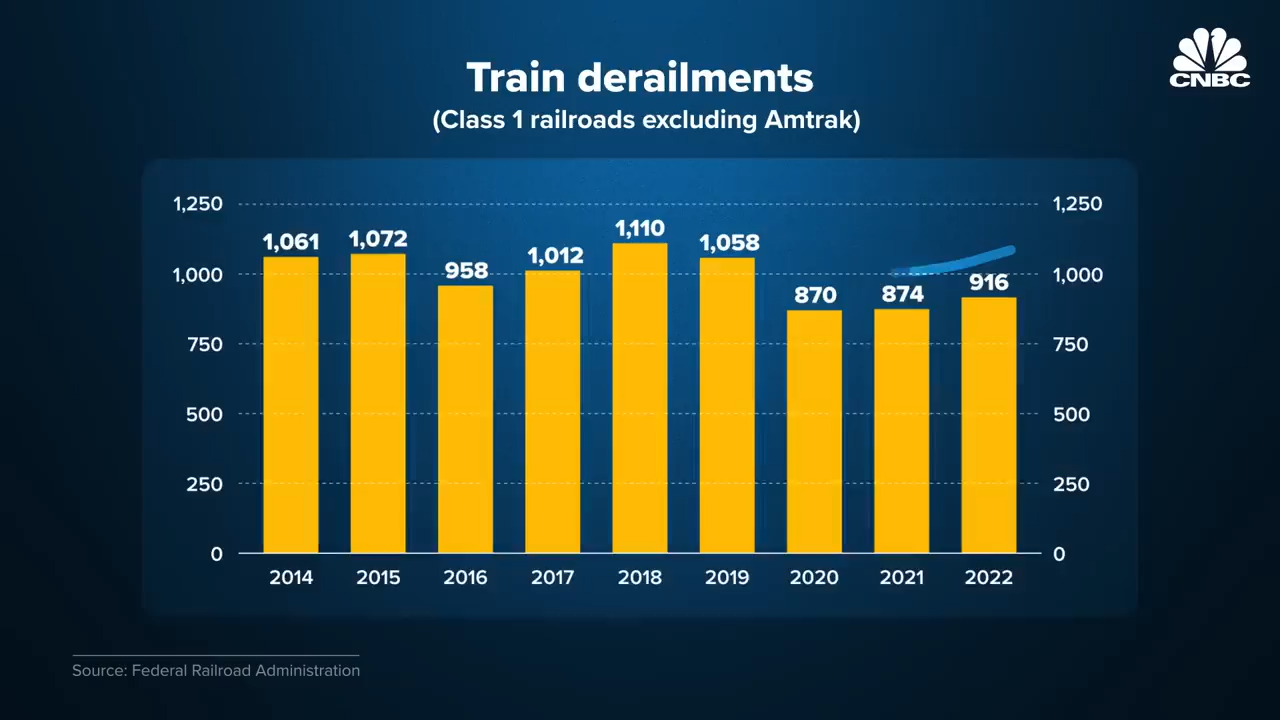 CNBC
Train derailments
(Class 1 railroads excluding Amtrak)
1,250 1,250
1,110
1,061 1,072 1,058
1,012
1,000 958 1,000
870 874 916
750 750
500 500
250 250
0 0
2014 2015 2016 2017 2018 2019 2020 2021 2022
Source: Federal Railroad Administration